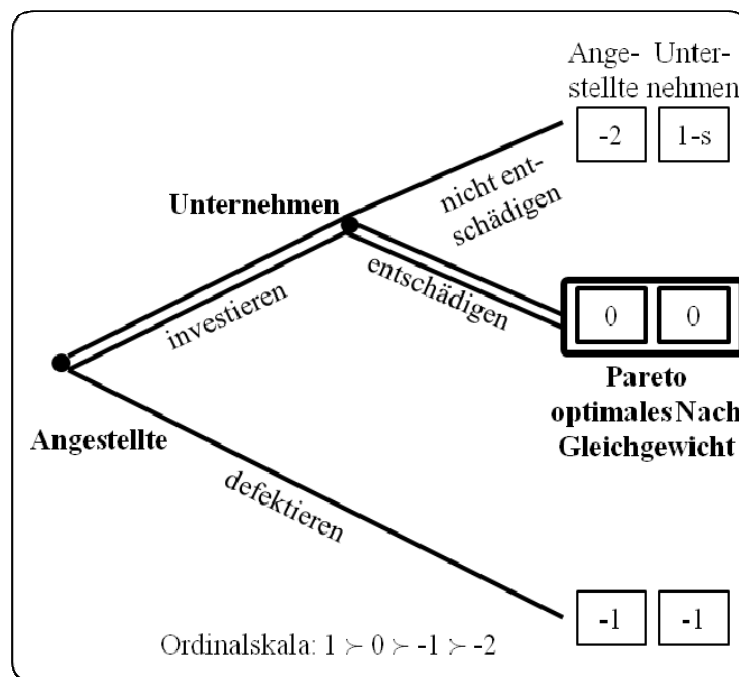 Ange- Unter-
stellte nehmen
-2 1-s
nicht ent-
schädigen
Unternehmen
entschädigen
investieren
0 0
Pareto
optimales Nach
Gleichgewicht
Angestellte
defektieren
-1 -1
Ordinalskala: 1 ≻ 0 ≻ -1 ≻ -2